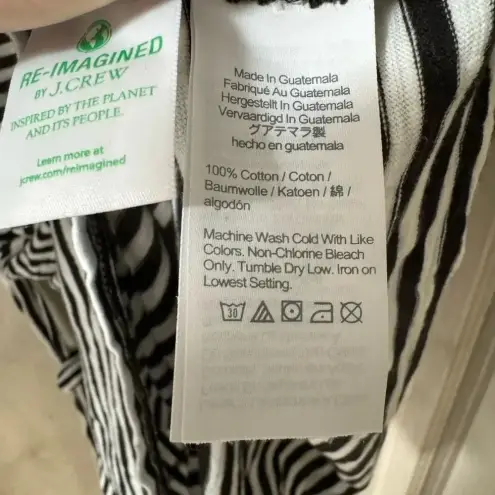 RE-IMAGINED
BY J.CREW
INSPIRED BY THE PLANET
AND ITS PEOPLE.
Learn more at
jcrew.com/reimagined
Made In Guatemala
Fabriqué Au Guatemala
Hergestellt In Guatemala
Vervaardigd In Guatemala
グアテマラ製
hecho en guatemala
100% Cotton / Coton /
Baumwolle / Katoen / 綿 /
algodón
Machine Wash Cold With Like
Colors. Non-Chlorine Bleach
Only. Tumble Dry Low. Iron on
Lowest Setting.
30